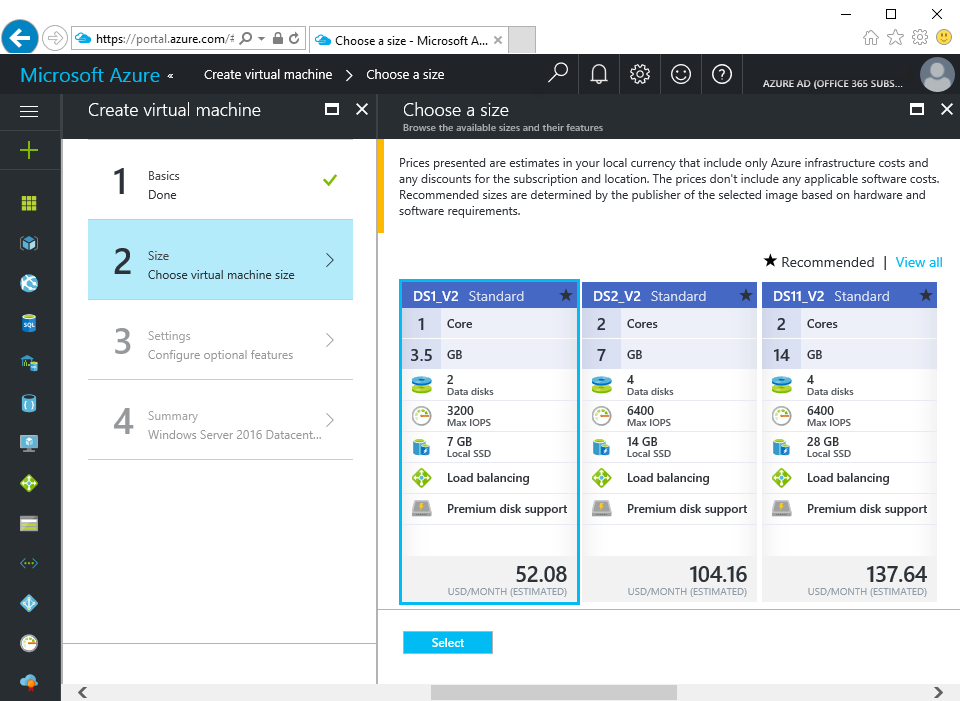 https://portal.azure.com/#
Choose a size - Microsoft A...
Microsoft Azure «
Create virtual machine
Choose a size
AZURE AD (OFFICE 365 SUBS...
Create virtual machine
1
Basics
Done
2
Size
Choose virtual machine size
3
Settings
Configure optional features
4
Summary
Windows Server 2016 Datacent...
Choose a size
Browse the available sizes and their features
Prices presented are estimates in your local currency that include only Azure infrastructure costs and
any discounts for the subscription and location. The prices don't include any applicable software costs.
Recommended sizes are determined by the publisher of the selected image based on hardware and
software requirements.
★ Recommended | View all
DS1_V2 Standard ★
1 Core
3.5 GB
2
Data disks
3200
Max IOPS
7 GB
Local SSD
Load balancing
Premium disk support
52.08
USD/MONTH (ESTIMATED)
DS2_V2 Standard ★
2 Cores
7 GB
4
Data disks
6400
Max IOPS
14 GB
Local SSD
Load balancing
Premium disk support
104.16
USD/MONTH (ESTIMATED)
DS11_V2 Standard ★
2 Cores
14 GB
4
Data disks
6400
Max IOPS
28 GB
Local SSD
Load balancing
Premium disk support
137.64
USD/MONTH (ESTIMATED)
Select